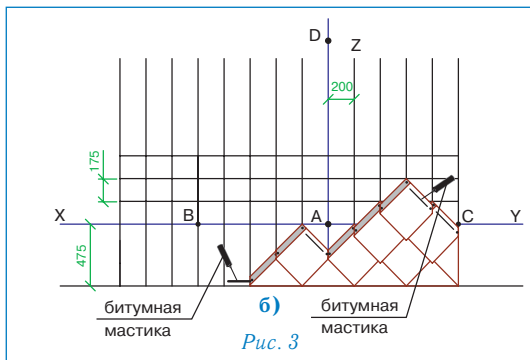 D
Z
200
175
X
B
A
C
Y
475
битумная
мастика
б)
битумная
мастика
Рис. 3